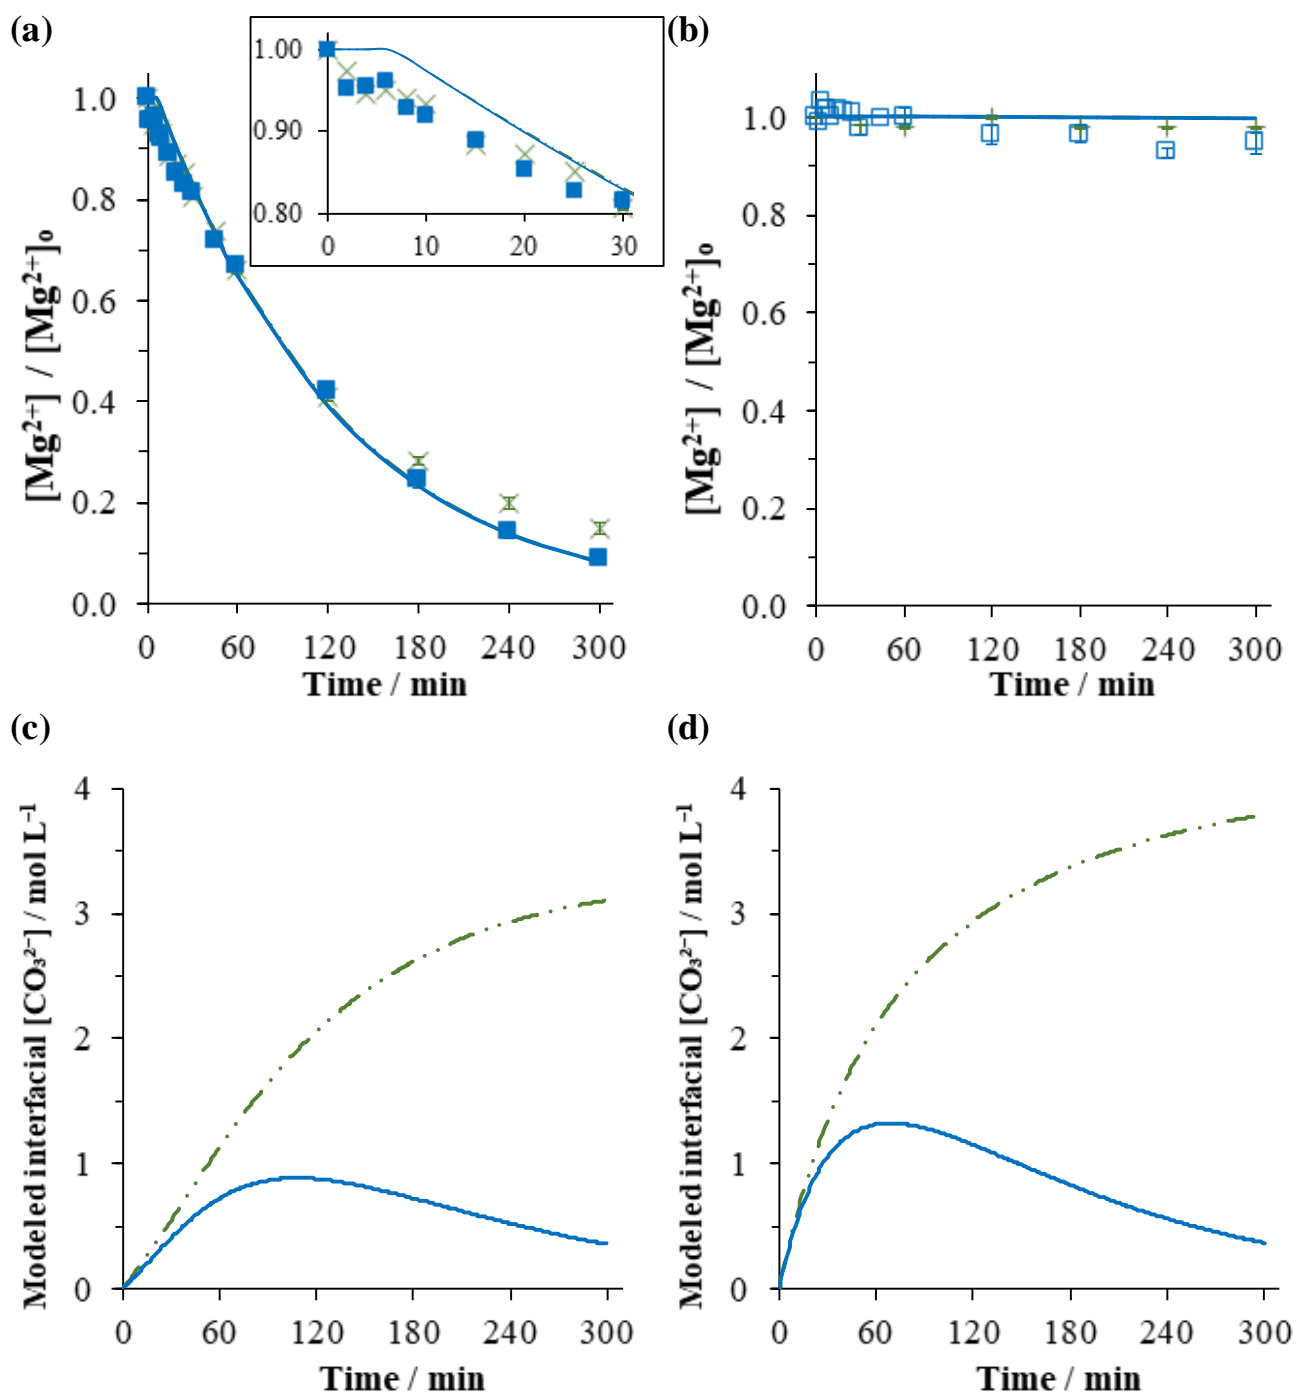 (a)
1.00
0.90
0.80
0 10 20 30
1.0
0.8
0.6
0.4
0.2
0.0
[Mg²⁺] / [Mg²⁺]₀
0 60 120 180 240 300
Time / min
(b)
1.0
0.8
0.6
0.4
0.2
0.0
[Mg²⁺] / [Mg²⁺]₀
0 60 120 180 240 300
Time / min
(c)
4
3
2
1
0
Modeled interfacial [CO₃²⁻] / mol L⁻¹
0 60 120 180 240 300
Time / min
(d)
4
3
2
1
0
Modeled interfacial [CO₃²⁻] / mol L⁻¹
0 60 120 180 240 300
Time / min